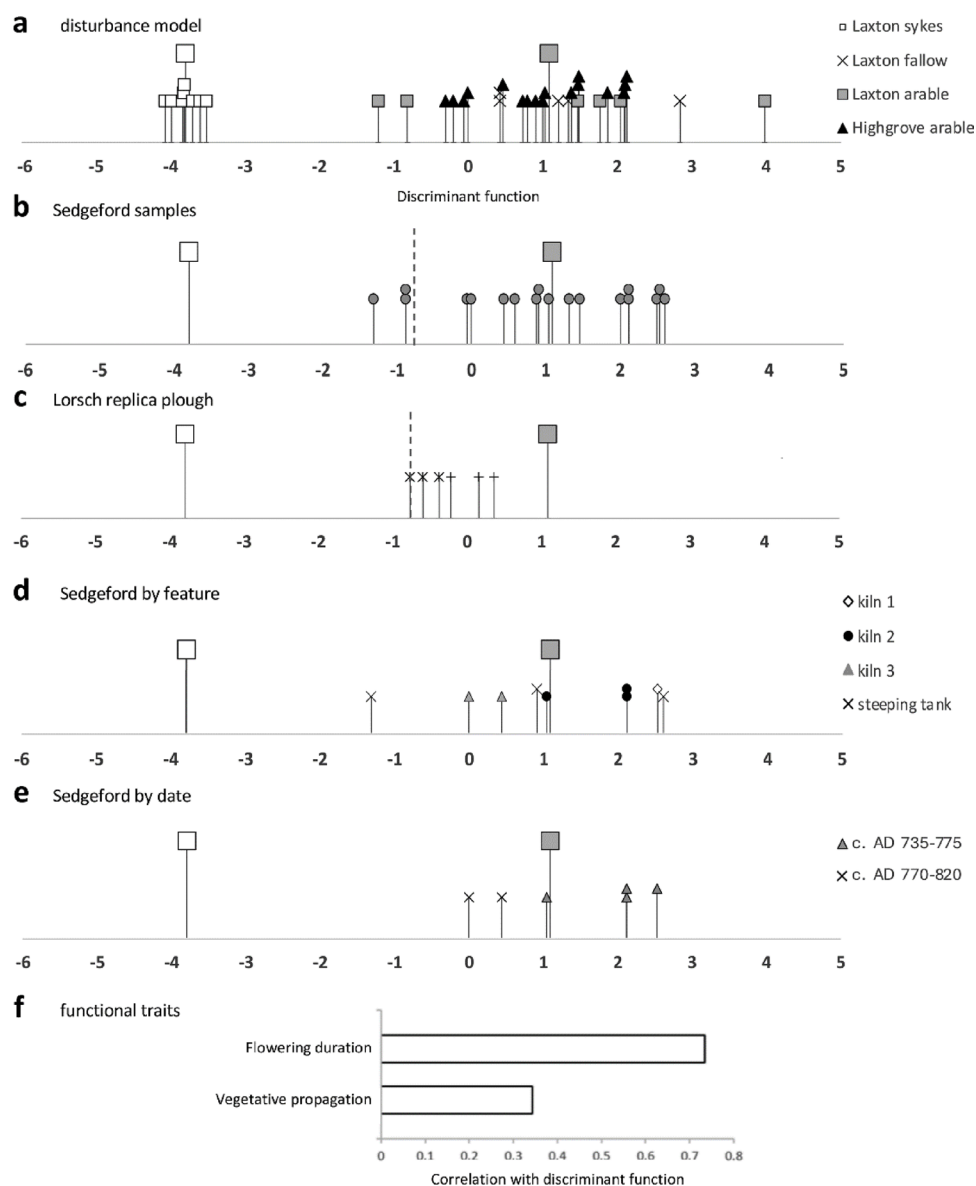 a disturbance model
Laxton sykes
Laxton fallow
Laxton arable
Highgrove arable
-6 -5 -4 -3 -2 -1 0 1 2 3 4 5
Discriminant function
b Sedgeford samples
-6 -5 -4 -3 -2 -1 0 1 2 3 4 5
c Lorsch replica plough
-6 -5 -4 -3 -2 -1 0 1 2 3 4 5
d Sedgeford by feature
kiln 1
kiln 2
kiln 3
steeping tank
-6 -5 -4 -3 -2 -1 0 1 2 3 4 5
e Sedgeford by date
c. AD 735-775
c. AD 770-820
-6 -5 -4 -3 -2 -1 0 1 2 3 4 5
f functional traits
Flowering duration
Vegetative propagation
0 0.1 0.2 0.3 0.4 0.5 0.6 0.7 0.8
Correlation with discriminant function